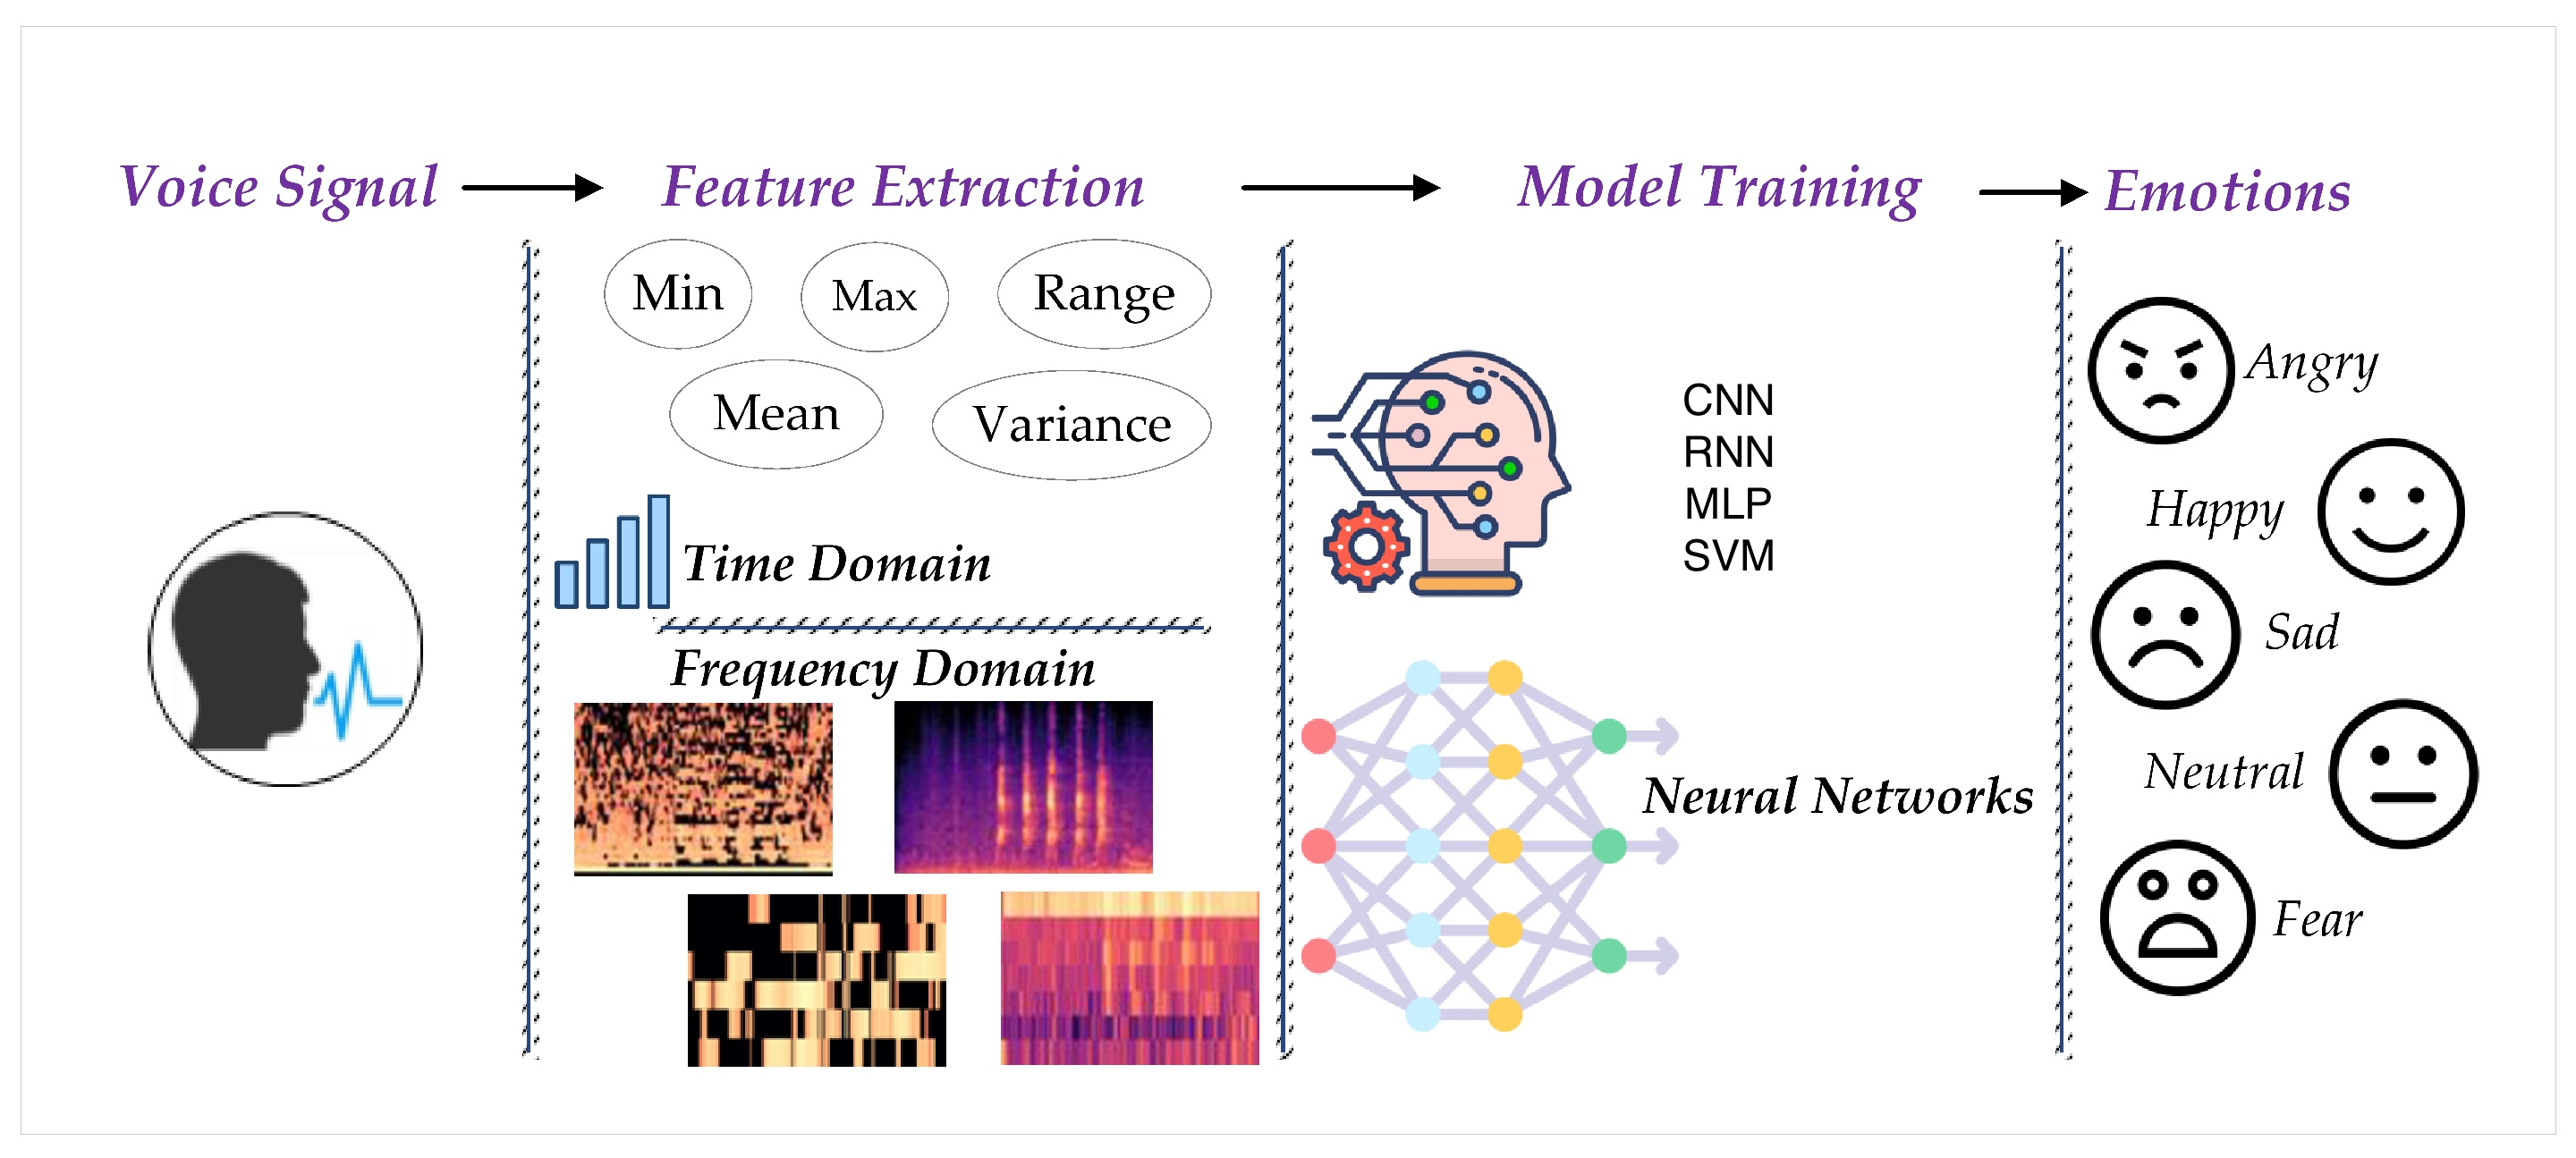 Voice Signal
Feature Extraction
Model Training
Emotions
Min
Max
Range
Mean
Variance
Time Domain
Frequency Domain
CNN
RNN
MLP
SVM
Neural Networks
Angry
Happy
Sad
Neutral
Fear